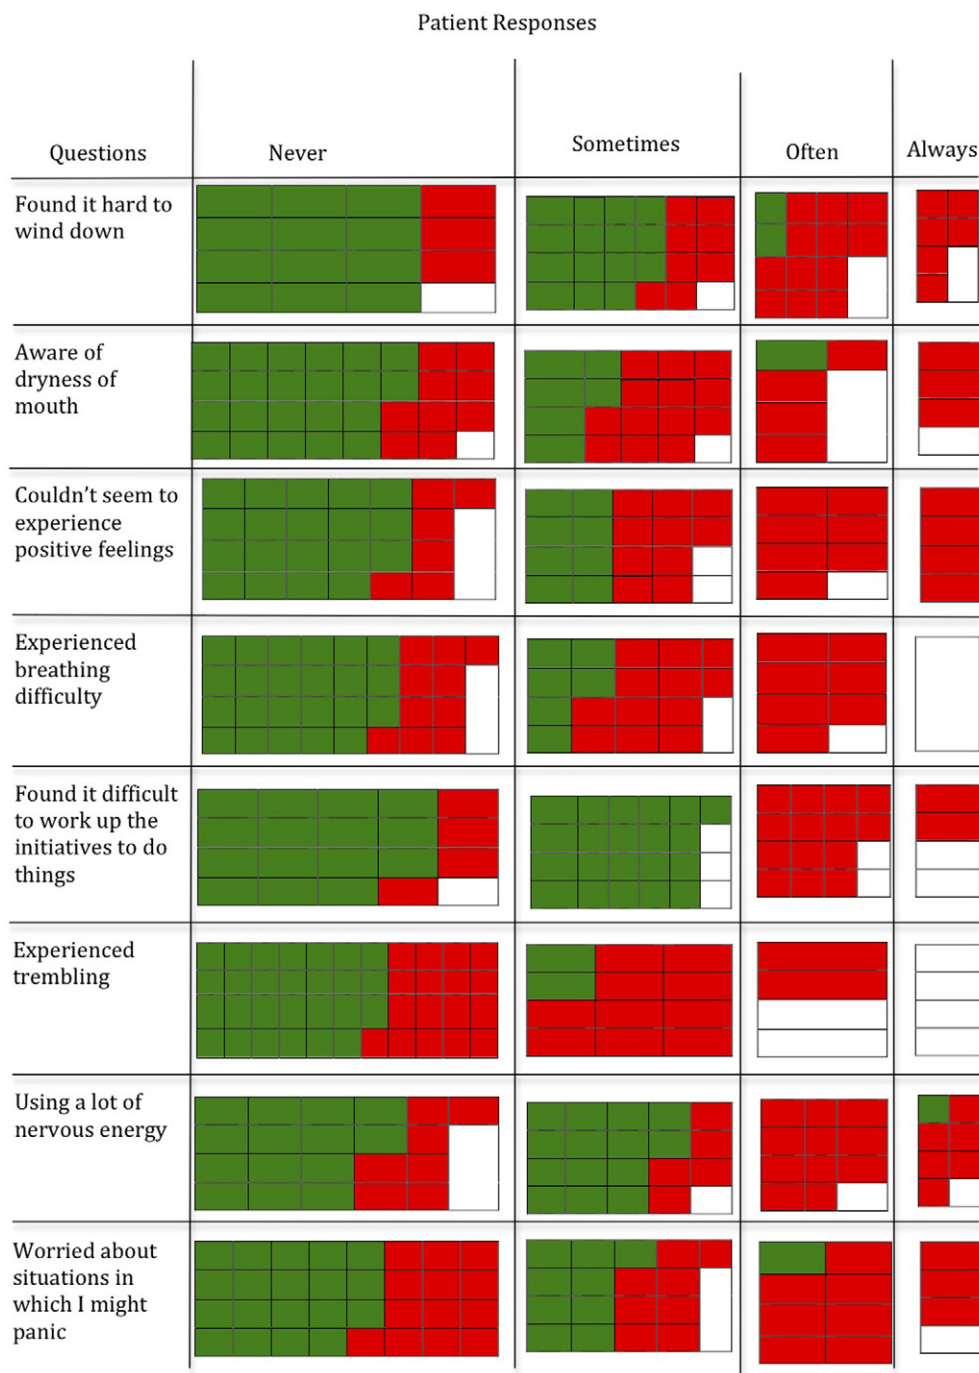 Patient Responses
Questions
Never
Sometimes
Often
Always
Found it hard to
wind down
Aware of
dryness of
mouth
Couldn't seem to
experience
positive feelings
Experienced
breathing
difficulty
Found it difficult
to work up the
initiatives to do
things
Experienced
trembling
Using a lot of
nervous energy
Worried about
situations in
which I might
panic